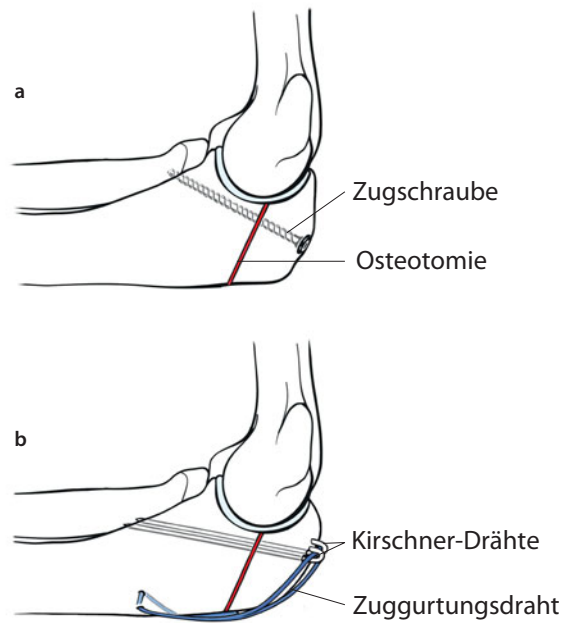 a
Zugschraube
Osteotomie
b
Kirschner-Drähte
Zuggurtungsdraht